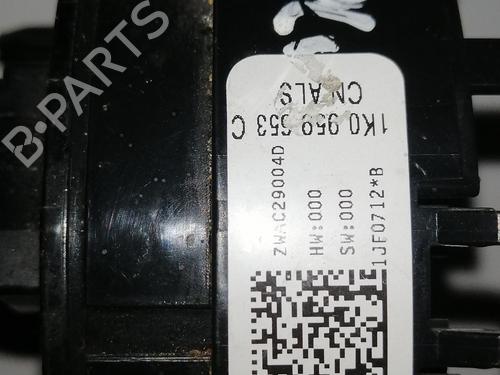 1K0 959 653 C
CN ALS
ZWAC29004D
HW:000
SW:000
1JF0712*B
B-PARTS